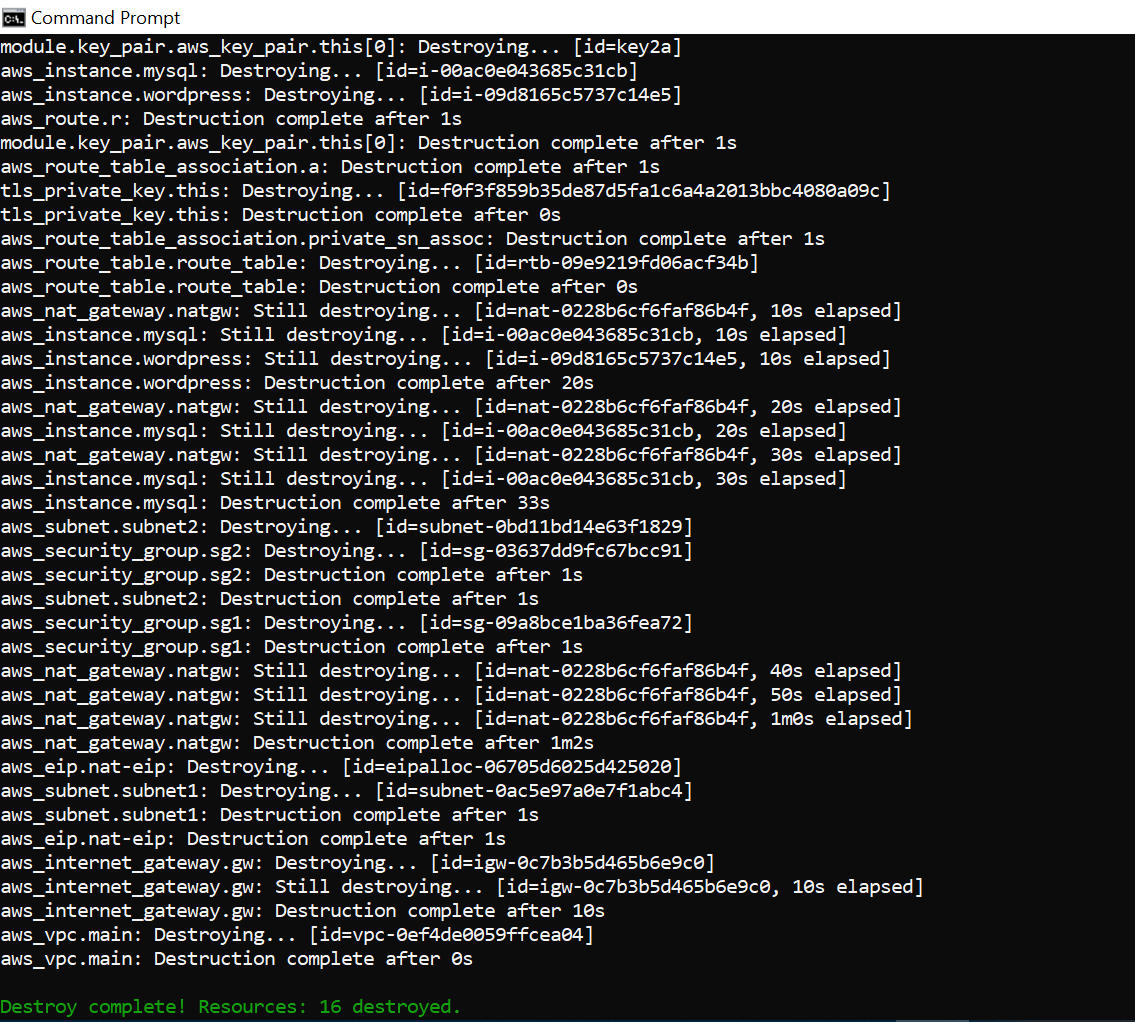 Command Prompt
module.key_pair.aws_key_pair.this[0]: Destroying... [id=key2a]
aws_instance.mysql: Destroying... [id=i-00ac0e043685c31cb]
aws_instance.wordpress: Destroying... [id=i-09d8165c5737c14e5]
aws_route.r: Destruction complete after 1s
module.key_pair.aws_key_pair.this[0]: Destruction complete after 1s
aws_route_table_association.a: Destruction complete after 1s
tls_private_key.this: Destroying... [id=f0f3f859b35de87d5fa1c6a4a2013bbc4080a09c]
tls_private_key.this: Destruction complete after 0s
aws_route_table_association.private_sn_assoc: Destruction complete after 1s
aws_route_table.route_table: Destroying... [id=rtb-09e9219fd06acf34b]
aws_route_table.route_table: Destruction complete after 0s
aws_nat_gateway.natgw: Still destroying... [id=nat-0228b6cf6faf86b4f, 10s elapsed]
aws_instance.mysql: Still destroying... [id=i-00ac0e043685c31cb, 10s elapsed]
aws_instance.wordpress: Still destroying... [id=i-09d8165c5737c14e5, 10s elapsed]
aws_instance.wordpress: Destruction complete after 20s
aws_nat_gateway.natgw: Still destroying... [id=nat-0228b6cf6faf86b4f, 20s elapsed]
aws_instance.mysql: Still destroying... [id=i-00ac0e043685c31cb, 20s elapsed]
aws_nat_gateway.natgw: Still destroying... [id=nat-0228b6cf6faf86b4f, 30s elapsed]
aws_instance.mysql: Still destroying... [id=i-00ac0e043685c31cb, 30s elapsed]
aws_instance.mysql: Destruction complete after 33s
aws_subnet.subnet2: Destroying... [id=subnet-0bd11bd14e63f1829]
aws_security_group.sg2: Destroying... [id=sg-03637dd9fc67bcc91]
aws_security_group.sg2: Destruction complete after 1s
aws_subnet.subnet2: Destruction complete after 1s
aws_security_group.sg1: Destroying... [id=sg-09a8bce1ba36fea72]
aws_security_group.sg1: Destruction complete after 1s
aws_nat_gateway.natgw: Still destroying... [id=nat-0228b6cf6faf86b4f, 40s elapsed]
aws_nat_gateway.natgw: Still destroying... [id=nat-0228b6cf6faf86b4f, 50s elapsed]
aws_nat_gateway.natgw: Still destroying... [id=nat-0228b6cf6faf86b4f, 1m0s elapsed]
aws_nat_gateway.natgw: Destruction complete after 1m2s
aws_eip.nat-eip: Destroying... [id=eipalloc-06705d6025d425020]
aws_subnet.subnet1: Destroying... [id=subnet-0ac5e97a0e7f1abc4]
aws_subnet.subnet1: Destruction complete after 1s
aws_eip.nat-eip: Destruction complete after 1s
aws_internet_gateway.gw: Destroying... [id=igw-0c7b3b5d465b6e9c0]
aws_internet_gateway.gw: Still destroying... [id=igw-0c7b3b5d465b6e9c0, 10s elapsed]
aws_internet_gateway.gw: Destruction complete after 10s
aws_vpc.main: Destroying... [id=vpc-0ef4de0059ffcea04]
aws_vpc.main: Destruction complete after 0s
Destroy complete! Resources: 16 destroyed.